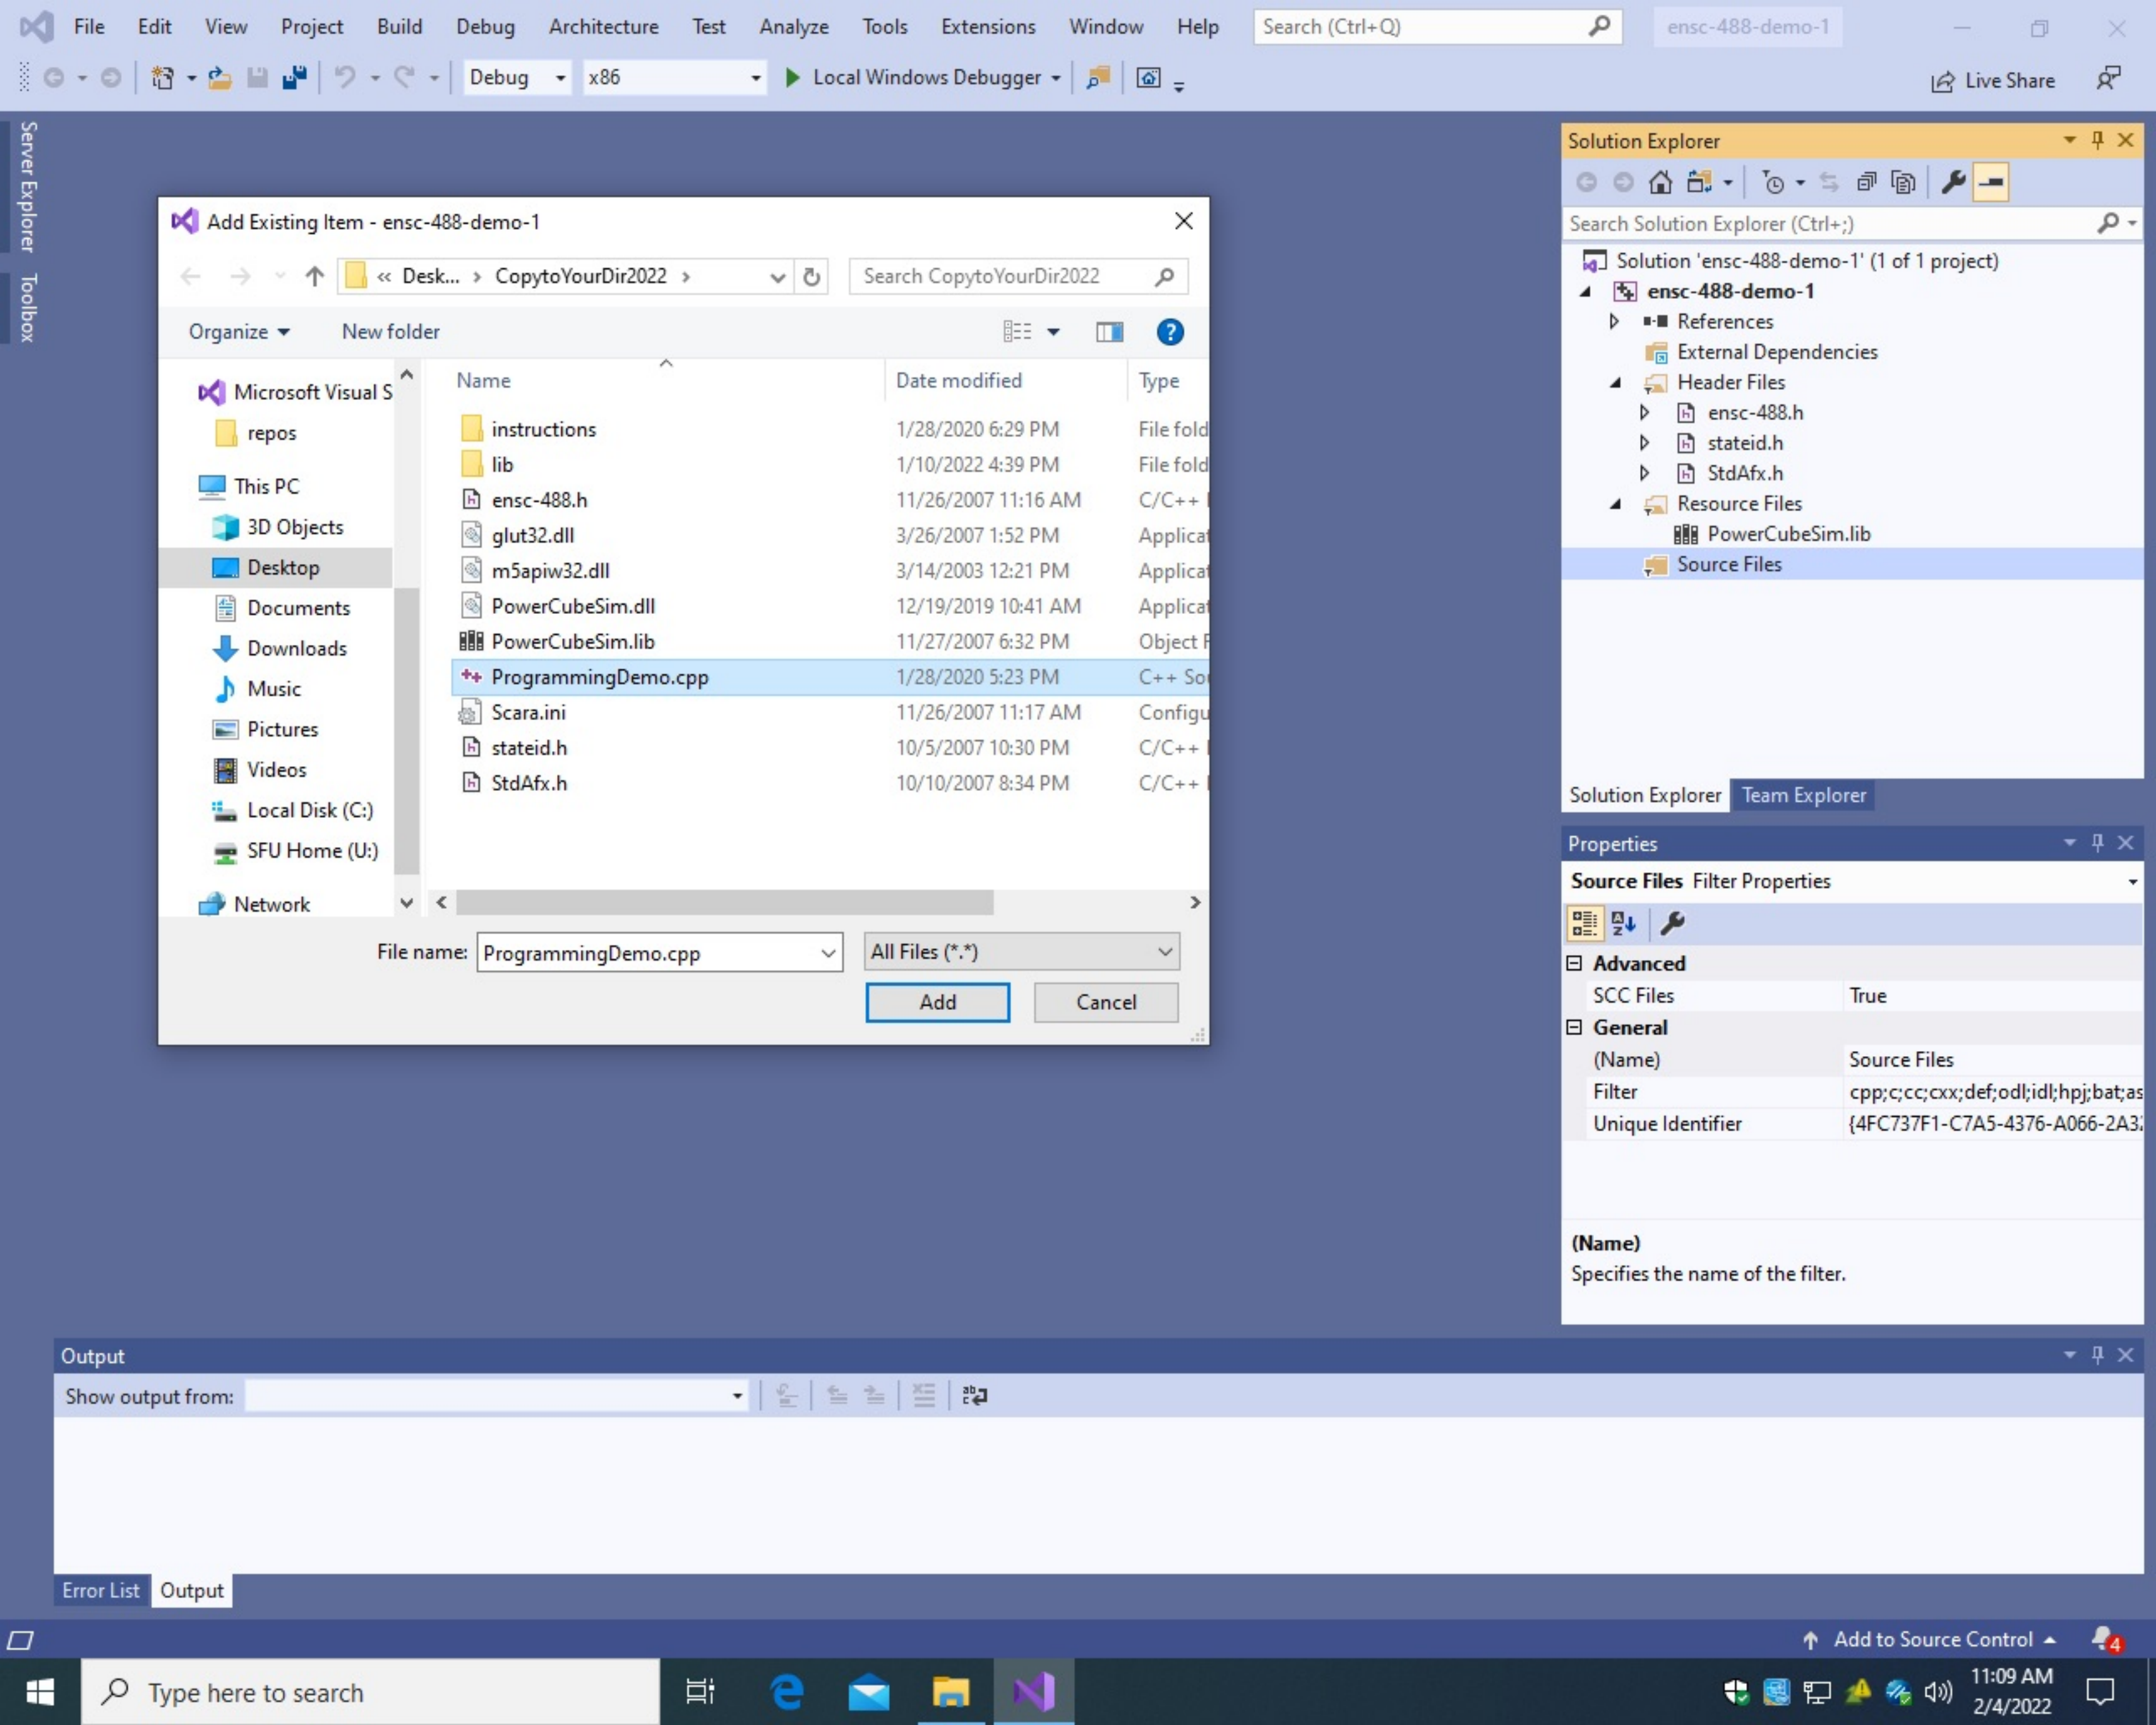 File Edit View Project Build Debug Architecture Test Analyze Tools Extensions Window Help Search (Ctrl+Q) ensc-488-demo-1
Debug x86 Local Windows Debugger Live Share
Server Explorer
Toolbox
Add Existing Item - ensc-488-demo-1
« Desk... › CopytoYourDir2022 › Search CopytoYourDir2022
Organize New folder
Name Date modified Type
Microsoft Visual S
repos
This PC
3D Objects
Desktop
Documents
Downloads
Music
Pictures
Videos
Local Disk (C:)
SFU Home (U:)
Network
instructions 1/28/2020 6:29 PM File fold
lib 1/10/2022 4:39 PM File fold
ensc-488.h 11/26/2007 11:16 AM C/C++
glut32.dll 3/26/2007 1:52 PM Applicat
m5apiw32.dll 3/14/2003 12:21 PM Applicat
PowerCubeSim.dll 12/19/2019 10:41 AM Applicat
PowerCubeSim.lib 11/27/2007 6:32 PM Object F
ProgrammingDemo.cpp 1/28/2020 5:23 PM C++ Sou
Scara.ini 11/26/2007 11:17 AM Configu
stateid.h 10/5/2007 10:30 PM C/C++
StdAfx.h 10/10/2007 8:34 PM C/C++
File name: ProgrammingDemo.cpp All Files (*.*)
Add Cancel
Solution Explorer
Search Solution Explorer (Ctrl+;)
Solution 'ensc-488-demo-1' (1 of 1 project)
ensc-488-demo-1
References
External Dependencies
Header Files
ensc-488.h
stateid.h
StdAfx.h
Resource Files
PowerCubeSim.lib
Source Files
Solution Explorer Team Explorer
Properties
Source Files Filter Properties
Advanced
SCC Files True
General
(Name) Source Files
Filter cpp;c;cc;cxx;def;odl;idl;hpj;bat;as
Unique Identifier {4FC737F1-C7A5-4376-A066-2A32
(Name)
Specifies the name of the filter.
Output
Show output from:
Error List Output
Add to Source Control 4
Type here to search
11:09 AM
2/4/2022